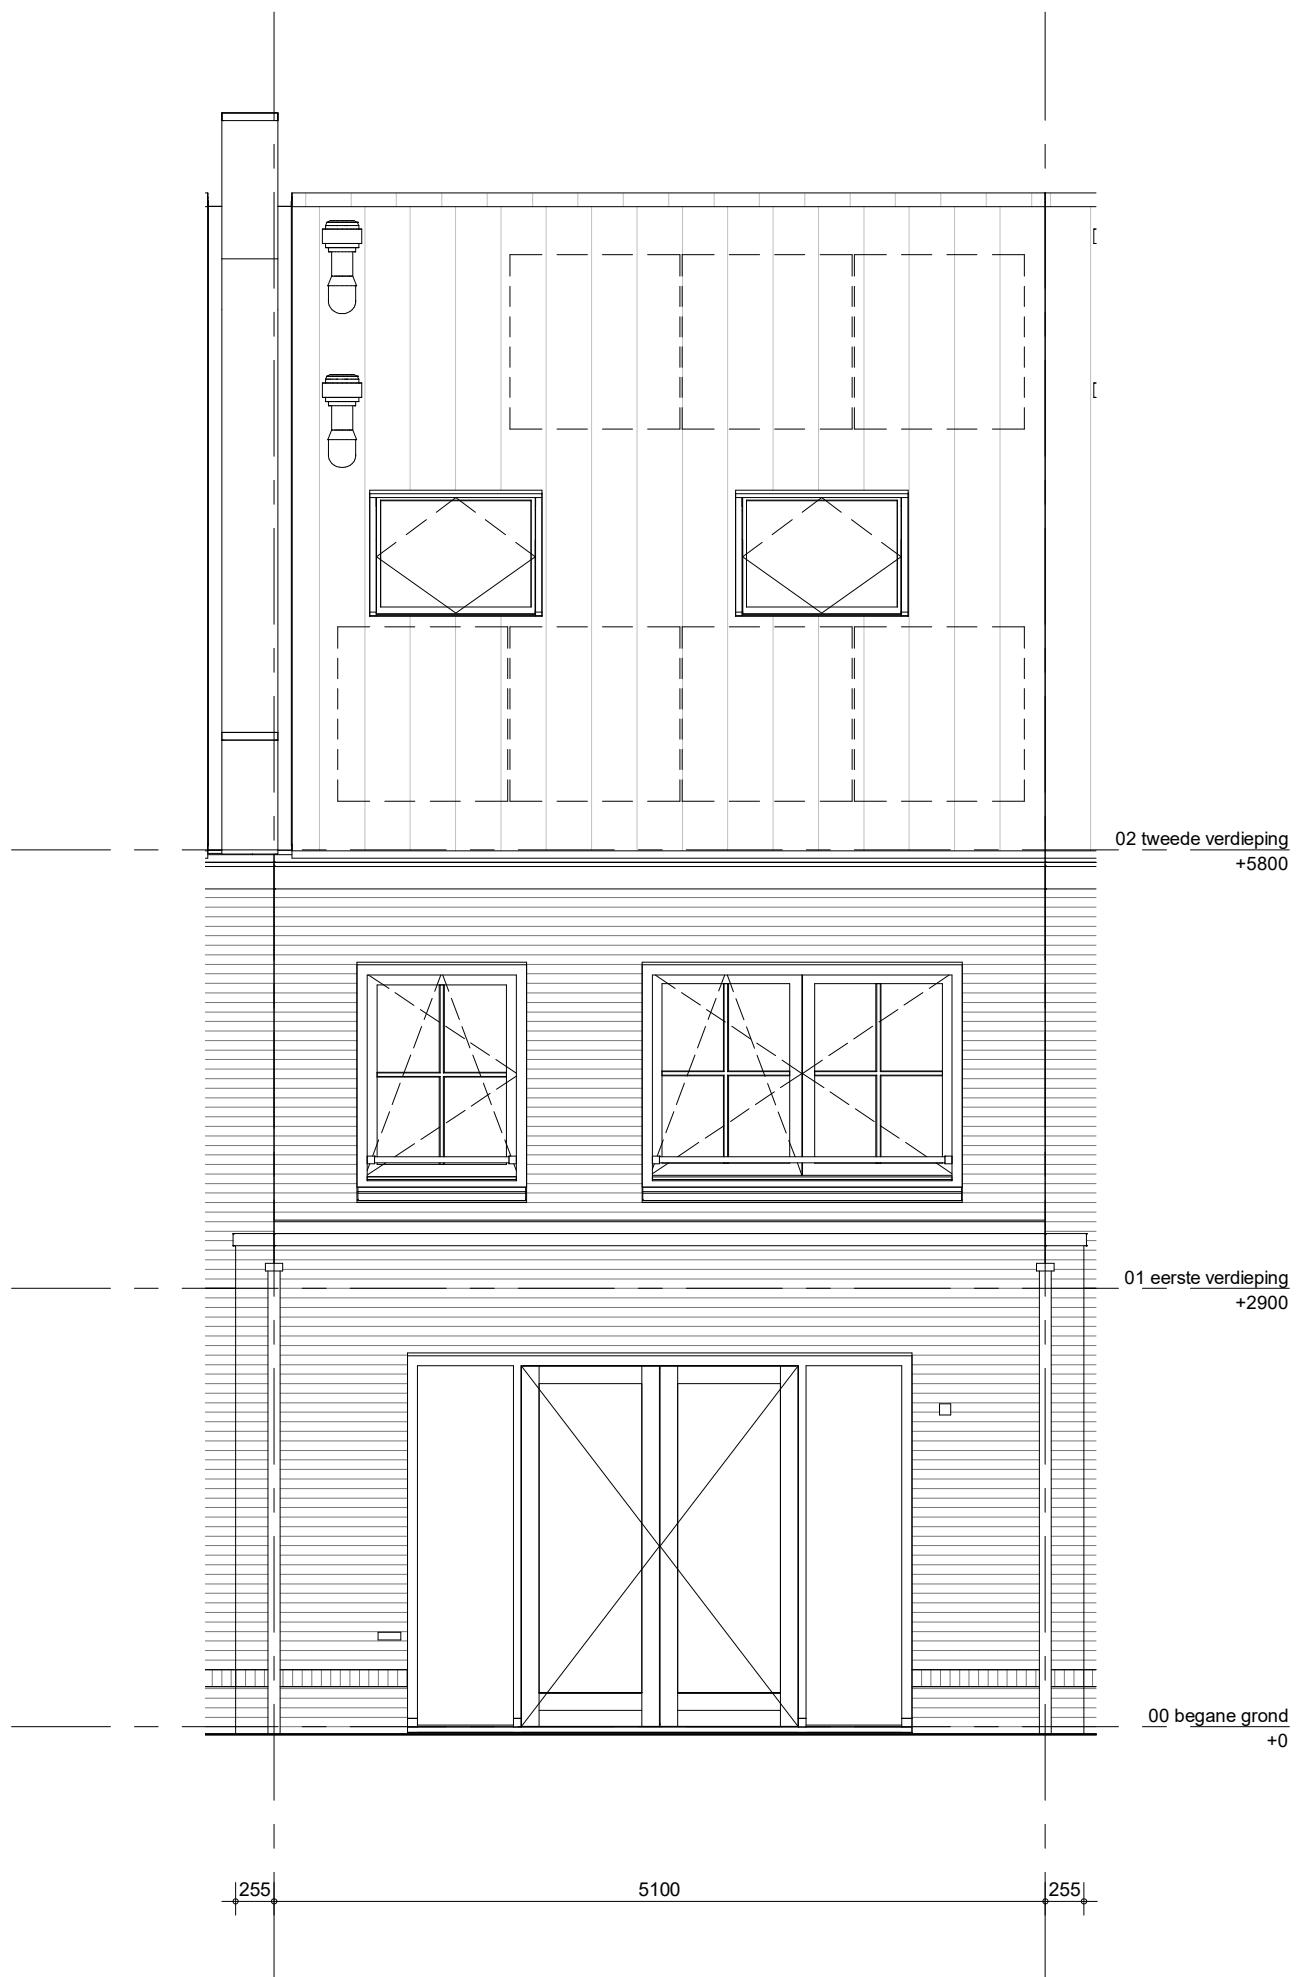 02 tweede verdieping
+5800
01 eerste verdieping
+2900
00 begane grond
+0
255 5100 255